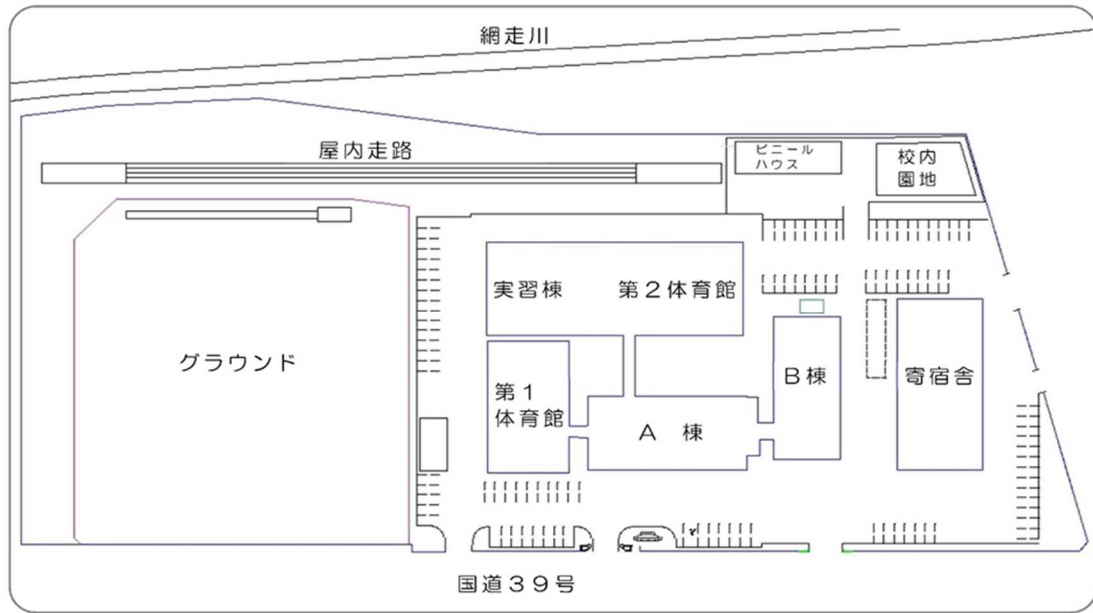 網走川
屋内走路
ビニール
ハウス
校内
園地
実習棟
第２体育館
グラウンド
第１
体育館
Ａ 棟
Ｂ棟
寄宿舎
国道３９号